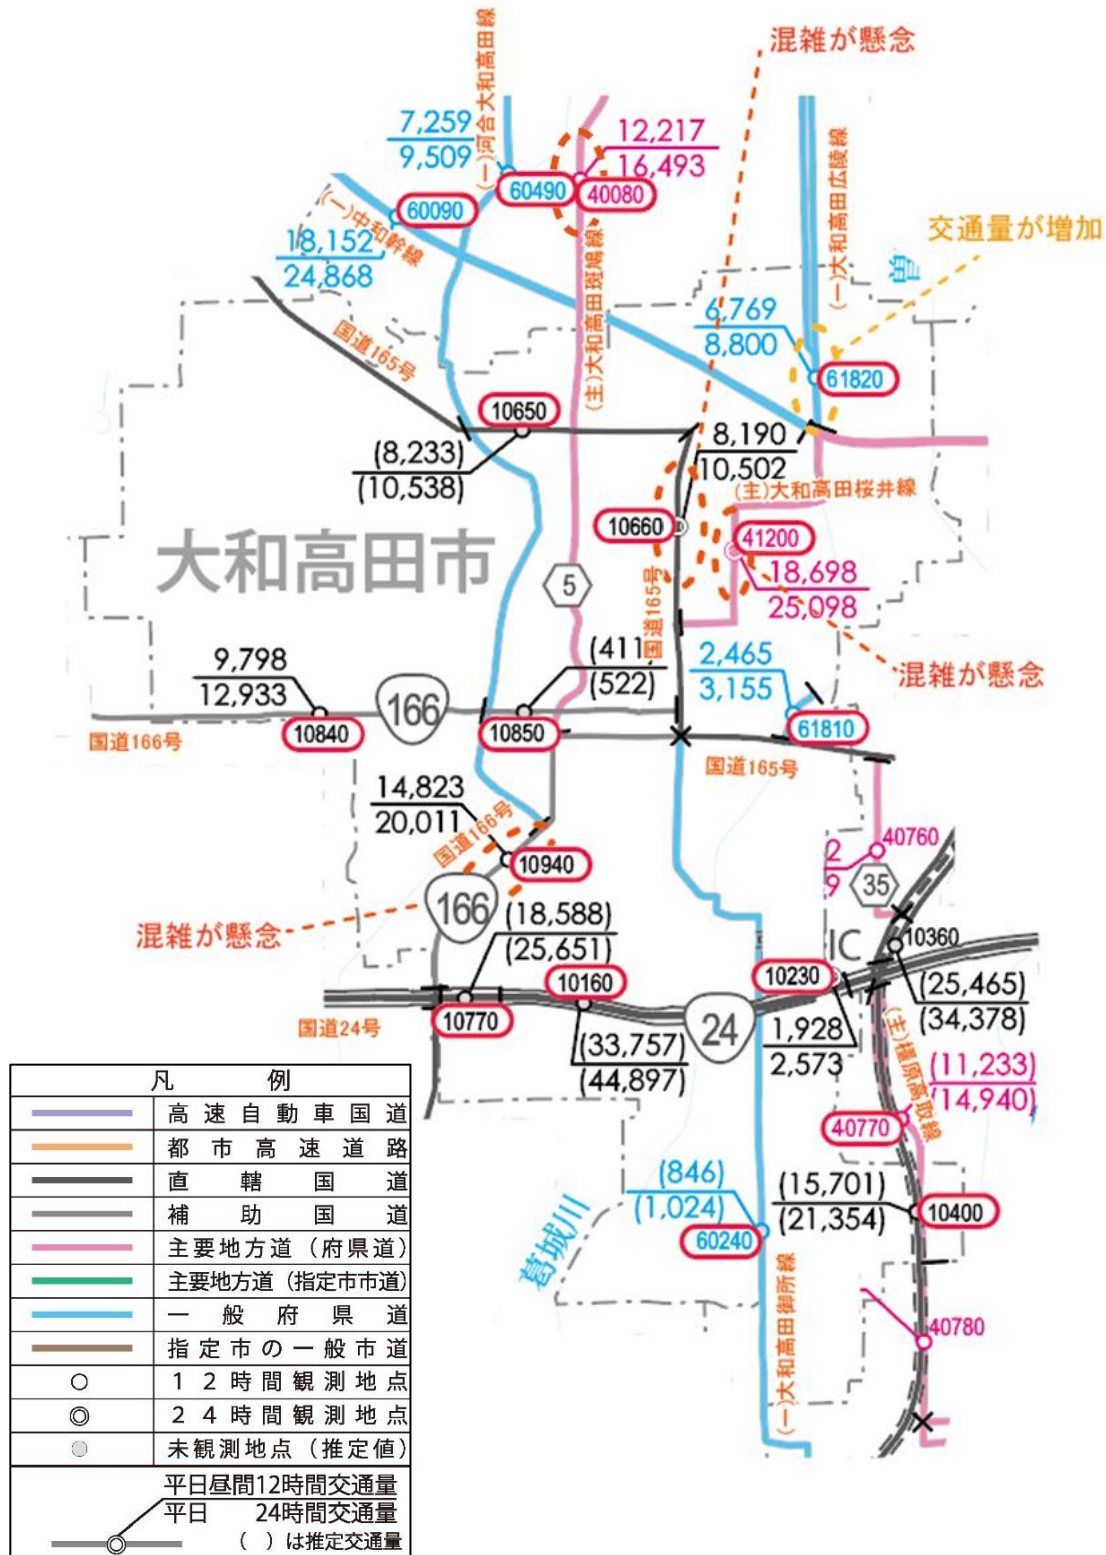 混雑が懸念
(一)河合大和高田線
7,259
9,509
12,217
16,493
60490
40080
60090
(一)中和幹線
18,152
24,868
(主)大和高田斑鳩線
(一)大和高田広陵線
交通量が増加
6,769
8,800
61820
国道165号
10650
(8,233)
(10,538)
8,190
10,502
(主)大和高田桜井線
10660
41200
大和高田市
18,698
25,098
5
国道165号
9,798
12,933
(411
(522)
2,465
3,155
混雑が懸念
166
国道166号
10840
10850
61810
国道165号
14,823
20,011
国道166号
10940
40760
2
9
35
166
混雑が懸念
(18,588)
(25,651)
10160
10230
IC
10360
(25,465)
(34,378)
国道24号
10770
24
(33,757)
(44,897)
1,928
2,573
(主)橿原高取線
(11,233)
(14,940)
40770
(846)
(1,024)
60240
(15,701)
(21,354)
10400
葛城川
(一)大和高田御所線
40780
凡 例
高速自動車国道
都市高速道路
直轄国道
補助国道
主要地方道(府県道)
主要地方道(指定市市道)
一般府県道
指定市の一般市道
12時間観測地点
24時間観測地点
未観測地点(推定値)
平日昼間12時間交通量
平日 24時間交通量
( )は推定交通量